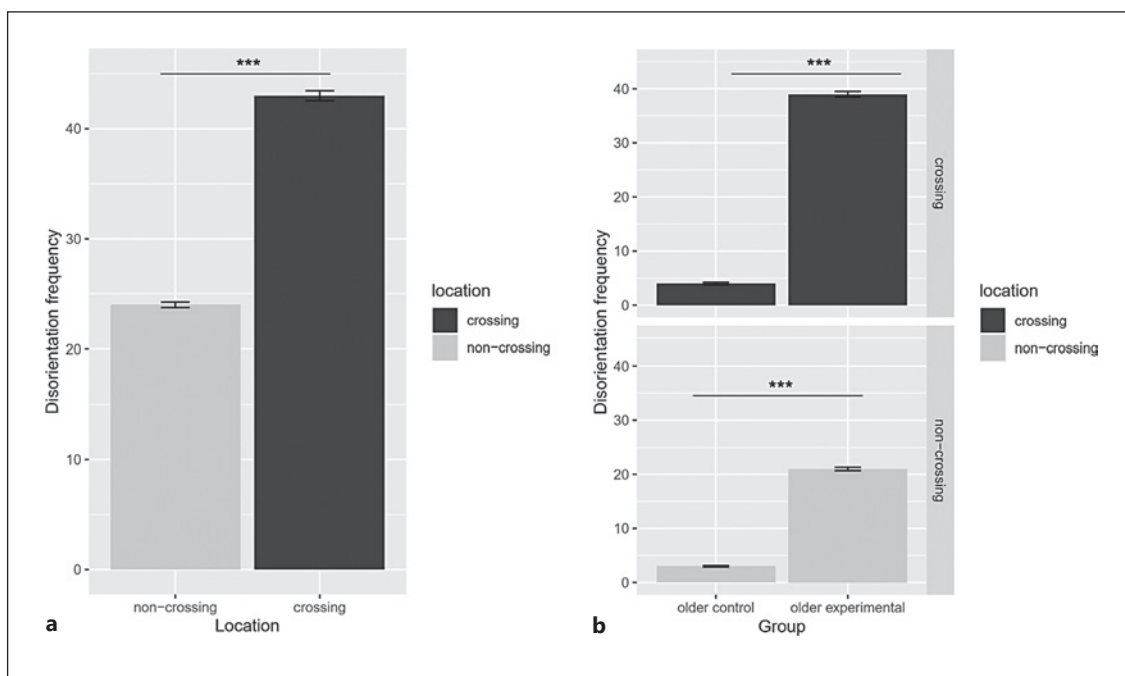 ***
40
30
20
10
0
Disorientation frequency
non-crossing
crossing
Location
location
crossing
non-crossing
a
***
40
30
20
10
0
crossing
***
40
30
20
10
0
non-crossing
Disorientation frequency
older control
older experimental
Group
location
crossing
non-crossing
b